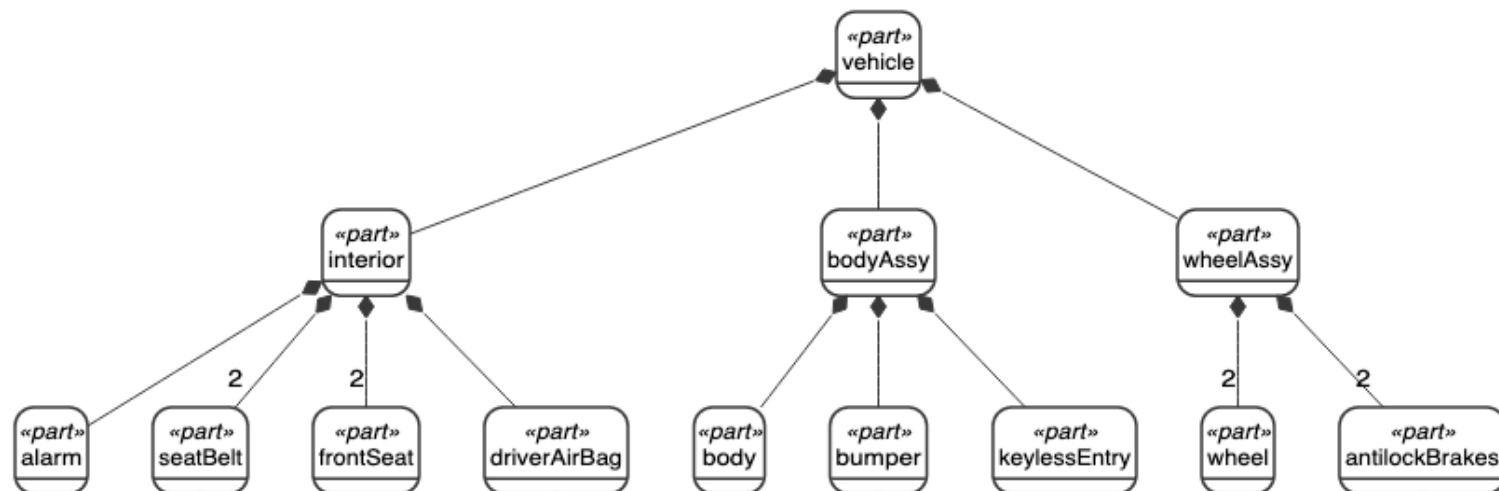 «part»
vehicle
«part»
interior
«part»
bodyAssy
«part»
wheelAssy
2
2
2
2
«part»
alarm
«part»
seatBelt
«part»
frontSeat
«part»
driverAirBag
«part»
body
«part»
bumper
«part»
keylessEntry
«part»
wheel
«part»
antilockBrakes